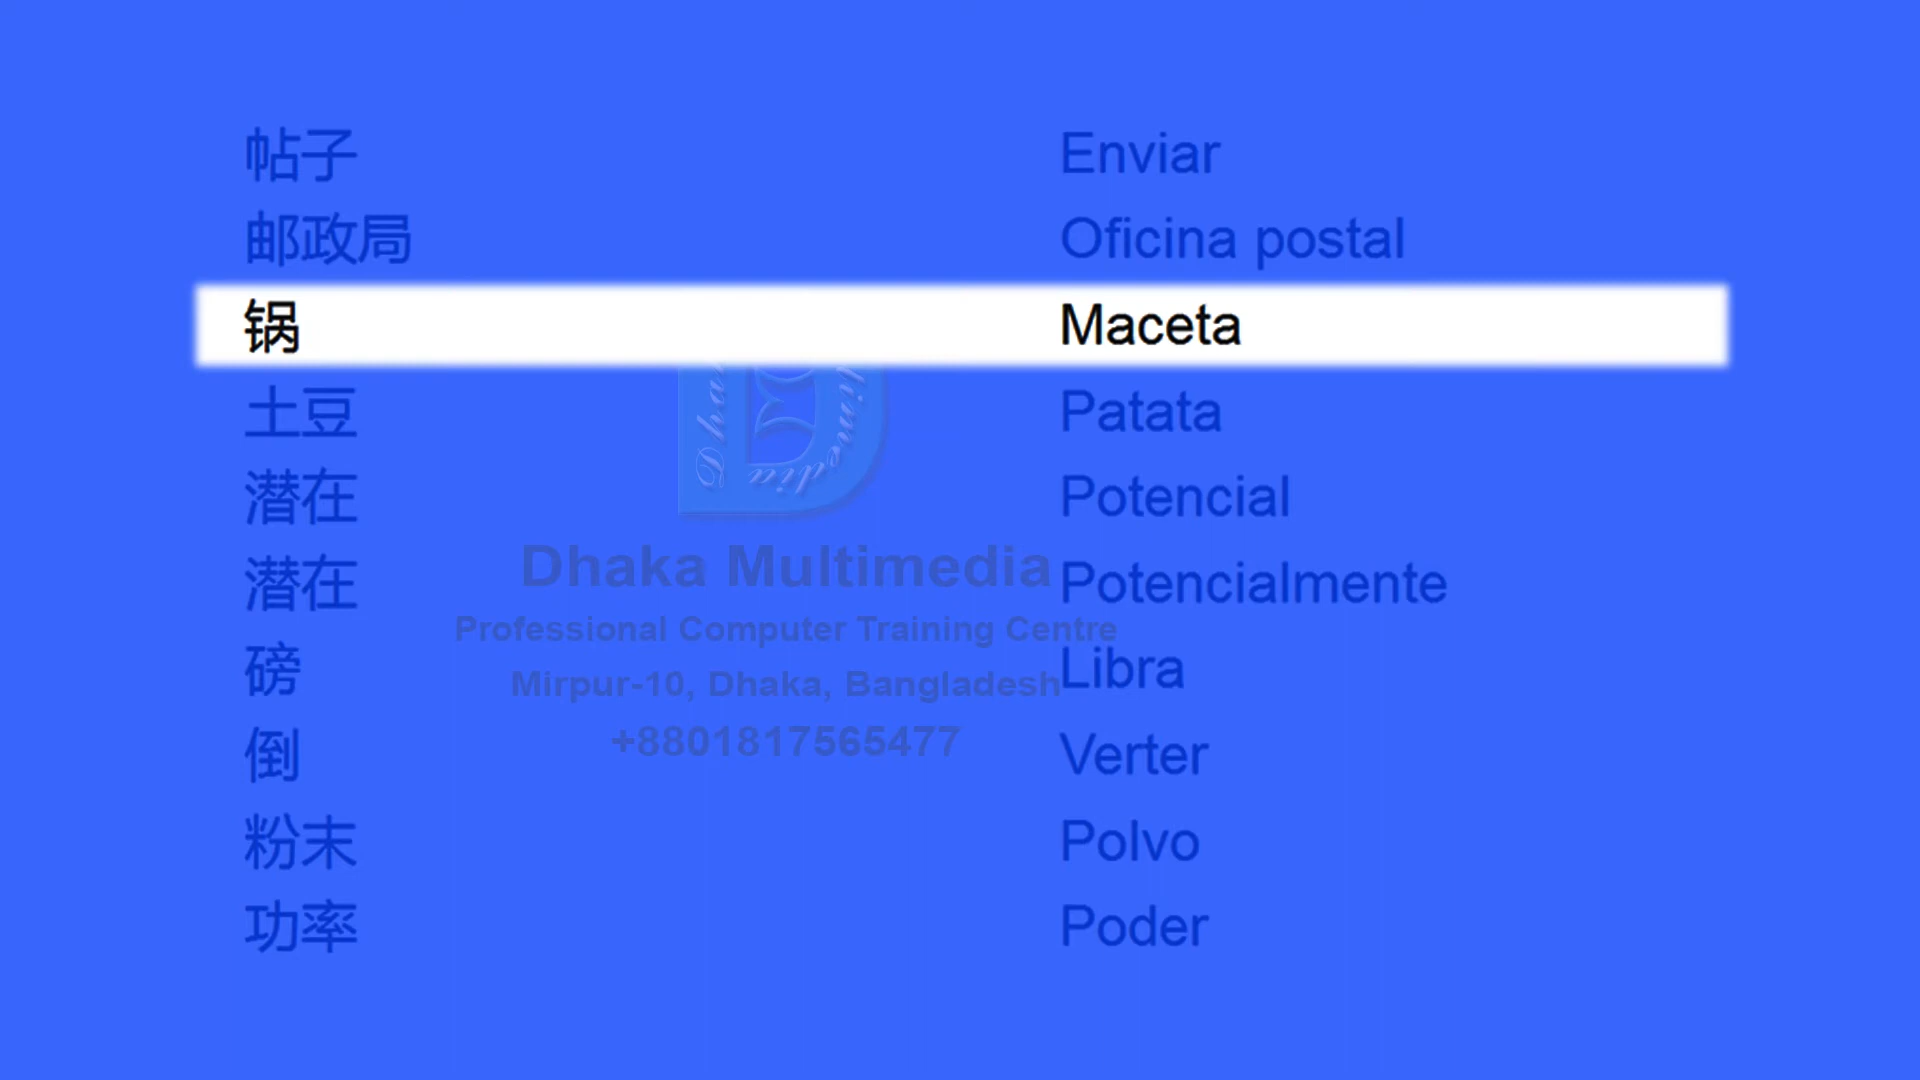 帖子 Enviar
邮政局 Oficina postal
锅 Maceta
土豆 Patata
潜在 Potencial
潜在 Potencialmente
磅 Libra
倒 Verter
粉末 Polvo
功率 Poder
Dhaka Multimedia
Professional Computer Training Centre
Mirpur-10, Dhaka, Bangladesh
+8801817565477